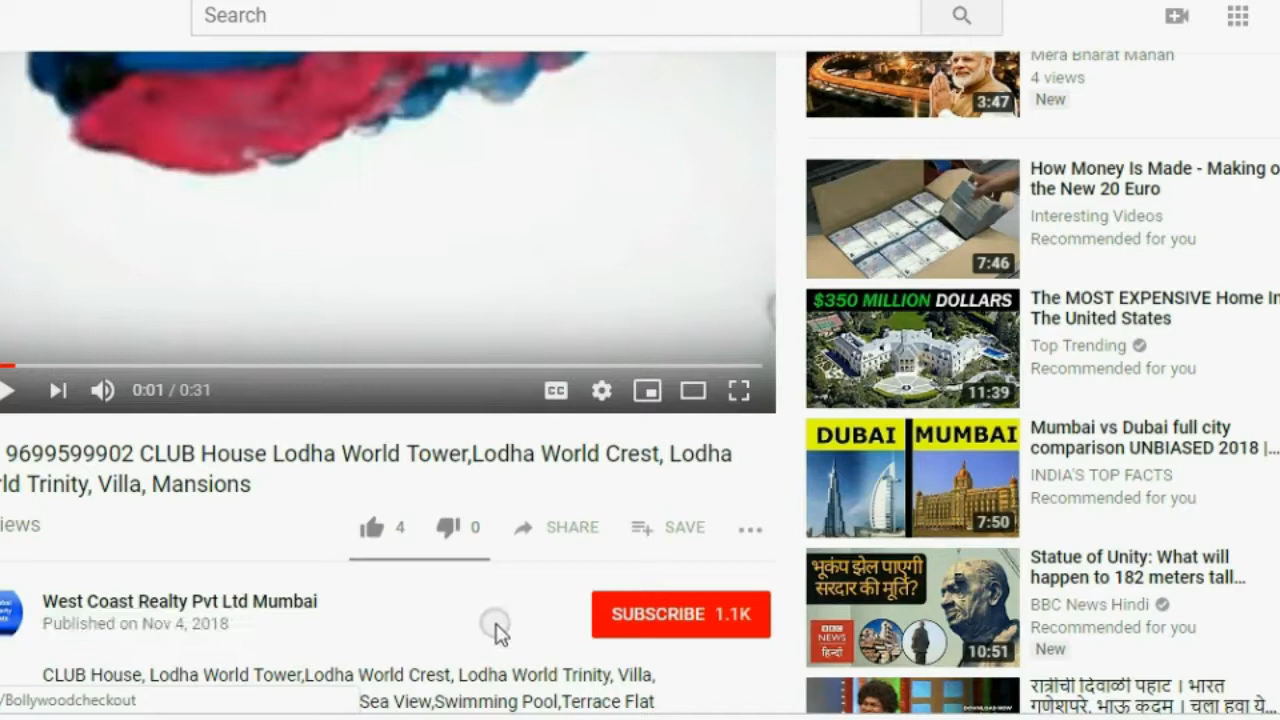 Search
Mera Bharat Mahan
4 views
3:47
New
How Money Is Made - Making o
the New 20 Euro
Interesting Videos
Recommended for you
7:46
$350 MILLION DOLLARS
The MOST EXPENSIVE Home In
The United States
Top Trending
Recommended for you
11:39
0:01 / 0:31
CC
DUBAI MUMBAI
Mumbai vs Dubai full city
comparison UNBIASED 2018 |...
INDIA'S TOP FACTS
Recommended for you
7:50
9699599902 CLUB House Lodha World Tower,Lodha World Crest, Lodha
rld Trinity, Villa, Mansions
iews
4
0
SHARE
SAVE
भूकंप झेल पाएगी
सरदार की मूर्ति?
BBC
NEWS
हिन्दी
Statue of Unity: What will
happen to 182 meters tall...
BBC News Hindi
Recommended for you
10:51
New
West Coast Realty Pvt Ltd Mumbai
Published on Nov 4, 2018
SUBSCRIBE 1.1K
CLUB House, Lodha World Tower,Lodha World Crest, Lodha World Trinity, Villa,
Sea View,Swimming Pool,Terrace Flat
/Bollywoodcheckout
DOWNLOAD NOW
रात्रीची दिवाळी पहाट । भारत
गणेशपुरे, भाऊ कदम । चला हवा ये...